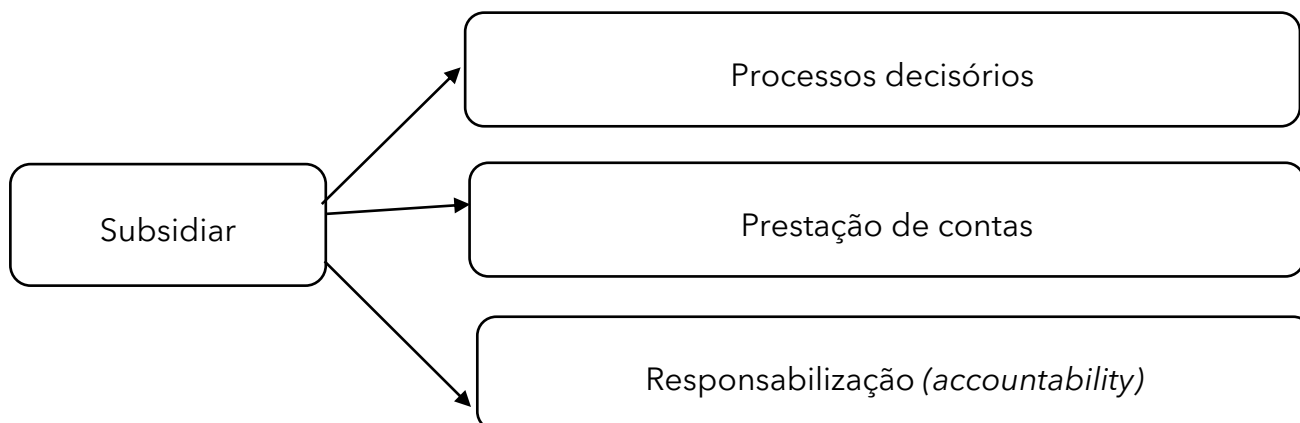 Processos decisórios
Subsidiar
Prestação de contas
Responsabilização (accountability)